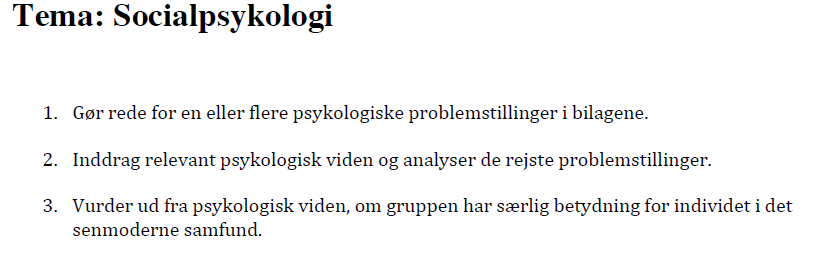 Tema: Socialpsykologi
1. Gør rede for en eller flere psykologiske problemstillinger i bilagene.
2. Inddrag relevant psykologisk viden og analyser de rejste problemstillinger.
3. Vurder ud fra psykologisk viden, om gruppen har særlig betydning for individet i det
senmoderne samfund.